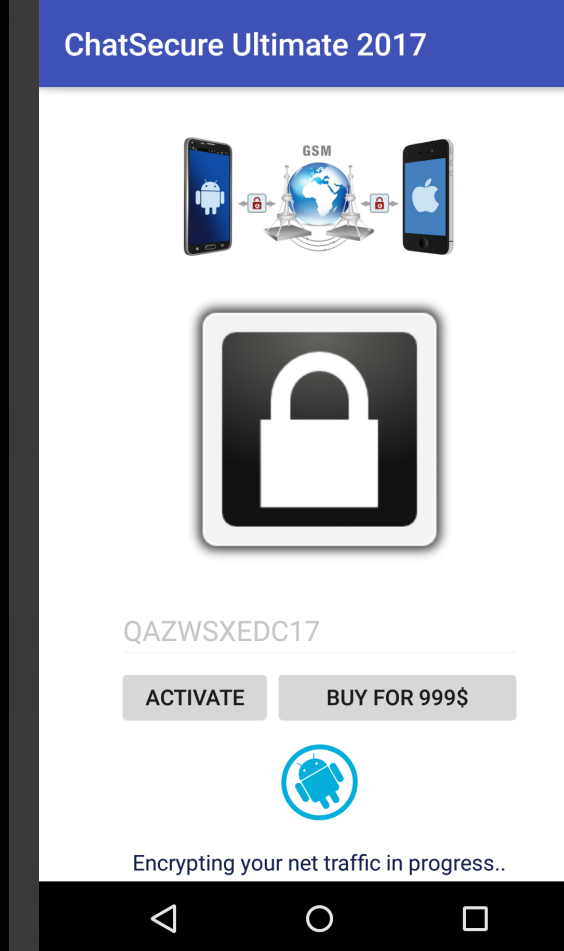 ChatSecure Ultimate 2017
GSM
QAZWSXEDC17
ACTIVATE
BUY FOR 999$
Encrypting your net traffic in progress..